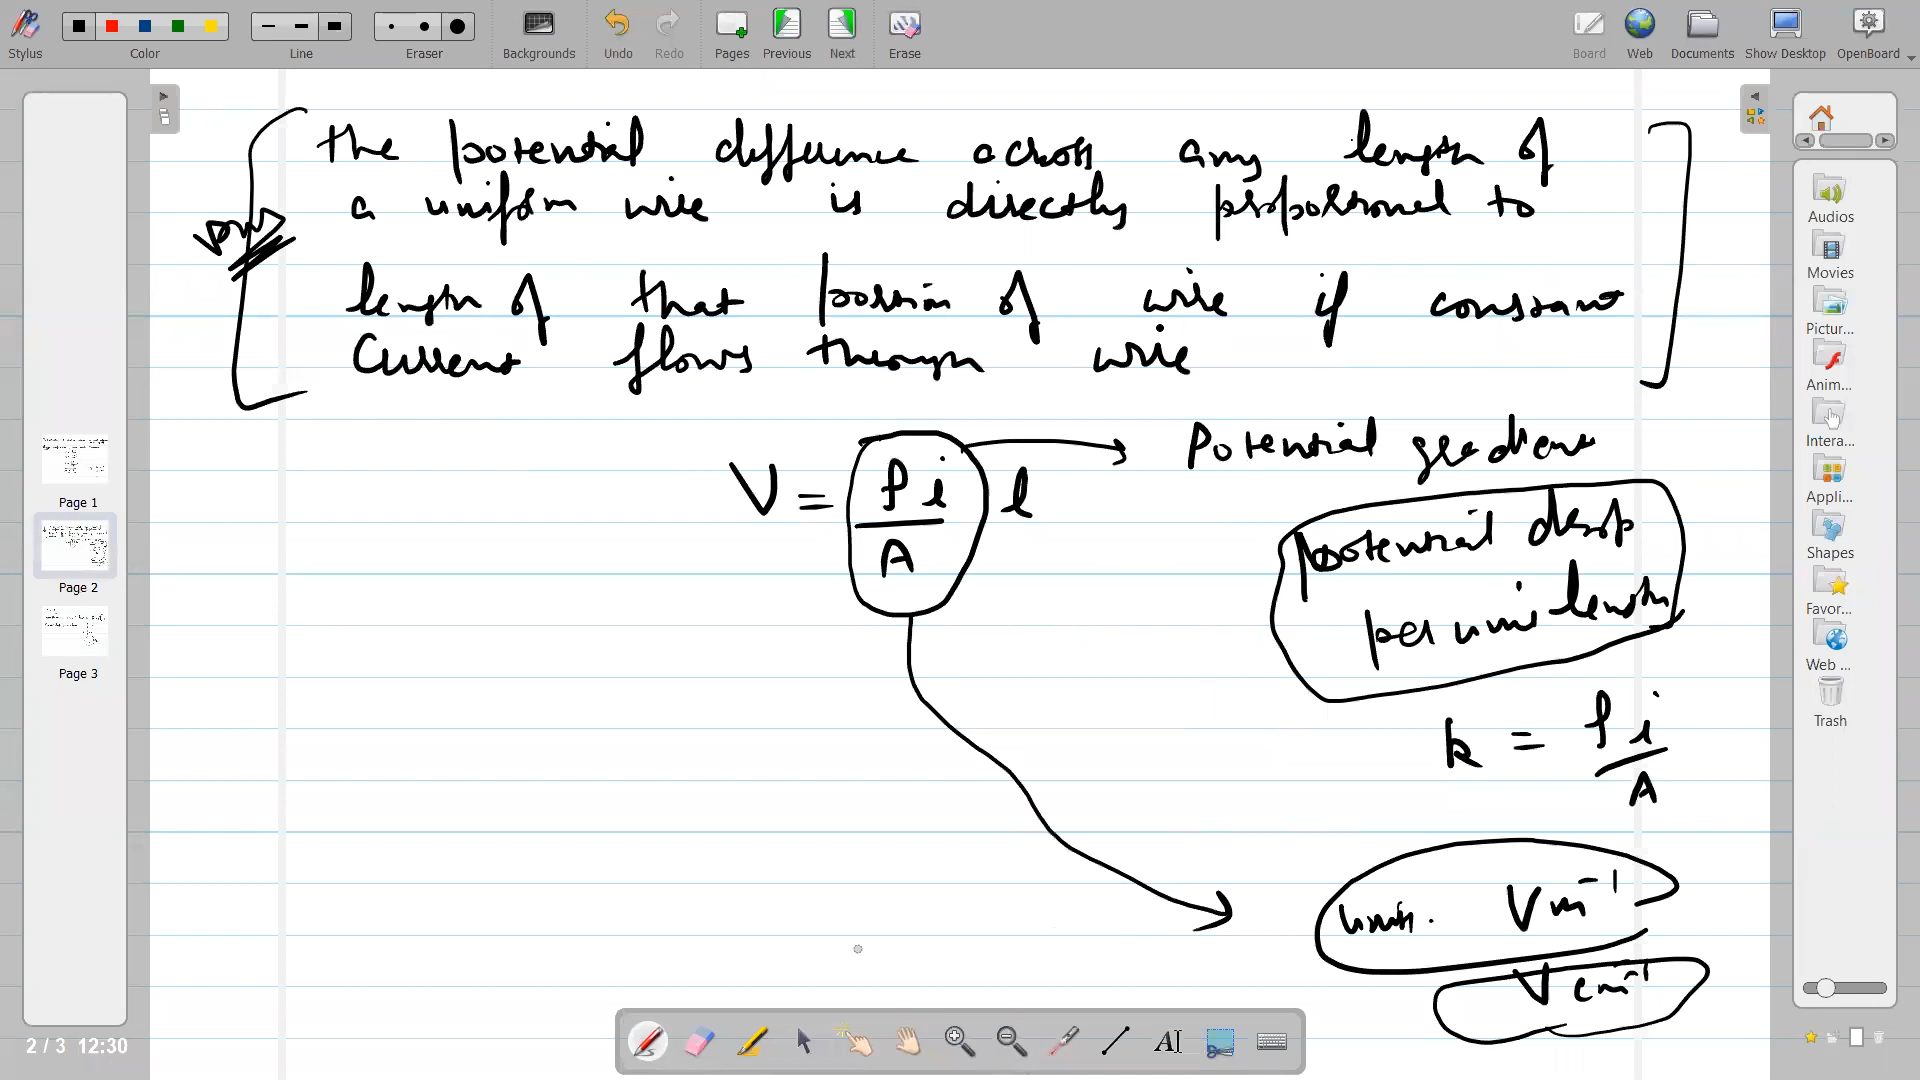 Stylus
Color
Line
Eraser
Backgrounds
Undo
Redo
Pages
Previous
Next
Erase
Board
Web
Documents
Show Desktop
OpenBoard
the potential difference across any length of
a uniform wire is directly proportional to
length of that portion of wire if constant
Current flows through wire
V = ρi/A l
Potential gradient
potential drop
per unit length
k = ρi/A
unit. Vm⁻¹
Vcm⁻¹
Page 1
Page 2
Page 3
2 / 3 12:30
Audios
Movies
Pictur...
Anim...
Intera...
Appli...
Shapes
Favor...
Web ...
Trash
AI